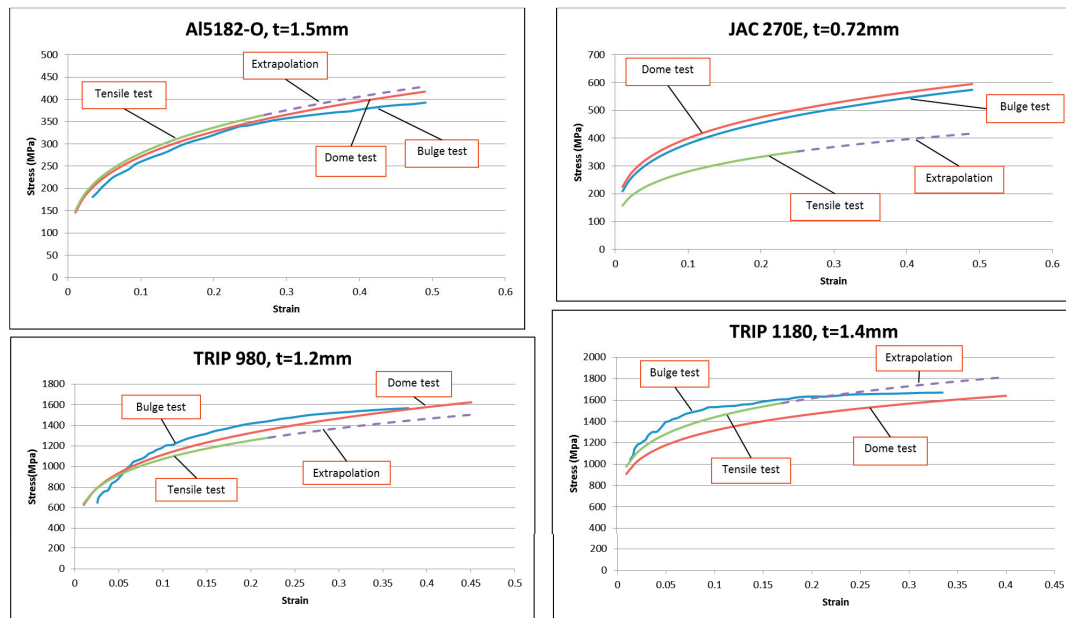 Al5182-O, t=1.5mm
500
450
400
350
300
250
200
150
100
50
0
Stress (MPa)
0 0.1 0.2 0.3 0.4 0.5 0.6
Strain
Tensile test
Extrapolation
Dome test
Bulge test
JAC 270E, t=0.72mm
700
600
500
400
300
200
100
0
Stress (MPa)
0 0.1 0.2 0.3 0.4 0.5 0.6
Strain
Dome test
Bulge test
Extrapolation
Tensile test
TRIP 980, t=1.2mm
1800
1600
1400
1200
1000
800
600
400
200
0
Stress(Mpa)
0 0.05 0.1 0.15 0.2 0.25 0.3 0.35 0.4 0.45 0.5
Strain
Dome test
Bulge test
Extrapolation
Tensile test
TRIP 1180, t=1.4mm
2000
1800
1600
1400
1200
1000
800
600
400
200
0
Stress (Mpa)
0 0.05 0.1 0.15 0.2 0.25 0.3 0.35 0.4 0.45
Strain
Extrapolation
Bulge test
Tensile test
Dome test